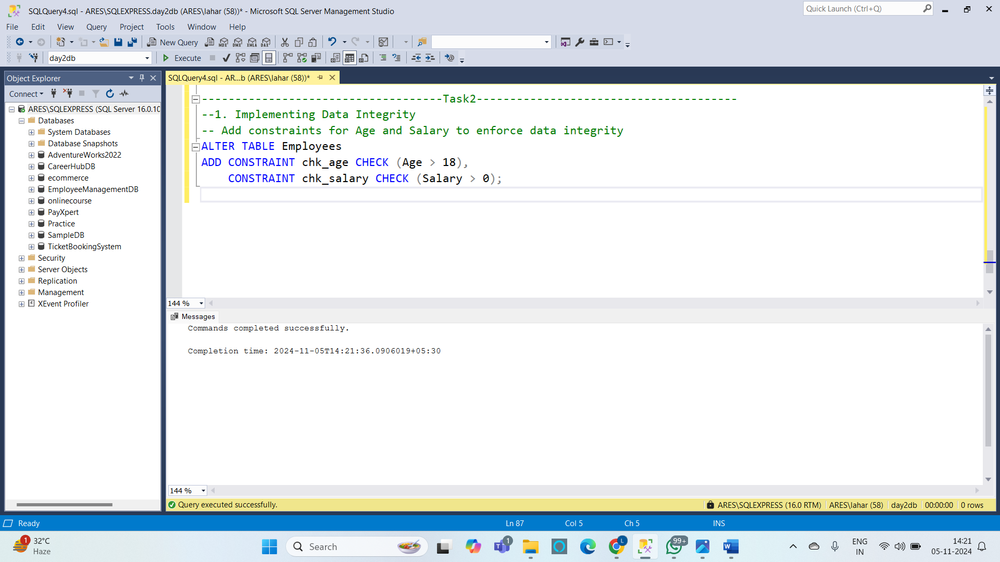 SQLQuery4.sql - ARES\SQLEXPRESS.day2db (ARES\lahar (58))* - Microsoft SQL Server Management Studio
Quick Launch (Ctrl+Q)
File Edit View Query Project Tools Window Help
New Query
MDX DMX XMLA DAX
day2db
Execute
Object Explorer
SQLQuery4.sql - AR...b (ARES\lahar (58))*
Connect
ARES\SQLEXPRESS (SQL Server 16.0.10
Databases
System Databases
Database Snapshots
AdventureWorks2022
CareerHubDB
ecommerce
EmployeeManagementDB
onlinecourse
PayXpert
Practice
SampleDB
TicketBookingSystem
Security
Server Objects
Replication
Management
XEvent Profiler
------------------------------------Task2---------------------------------------
--1. Implementing Data Integrity
-- Add constraints for Age and Salary to enforce data integrity
ALTER TABLE Employees
ADD CONSTRAINT chk_age CHECK (Age > 18),
CONSTRAINT chk_salary CHECK (Salary > 0);
144 %
Messages
Commands completed successfully.
Completion time: 2024-11-05T14:21:36.0906019+05:30
144 %
Query executed successfully.
ARES\SQLEXPRESS (16.0 RTM) ARES\lahar (58) day2db 00:00:00 0 rows
Ready
Ln 87 Col 5 Ch 5 INS
1
32°C
Haze
Search
1
L
99+
ENG
IN
14:21
05-11-2024